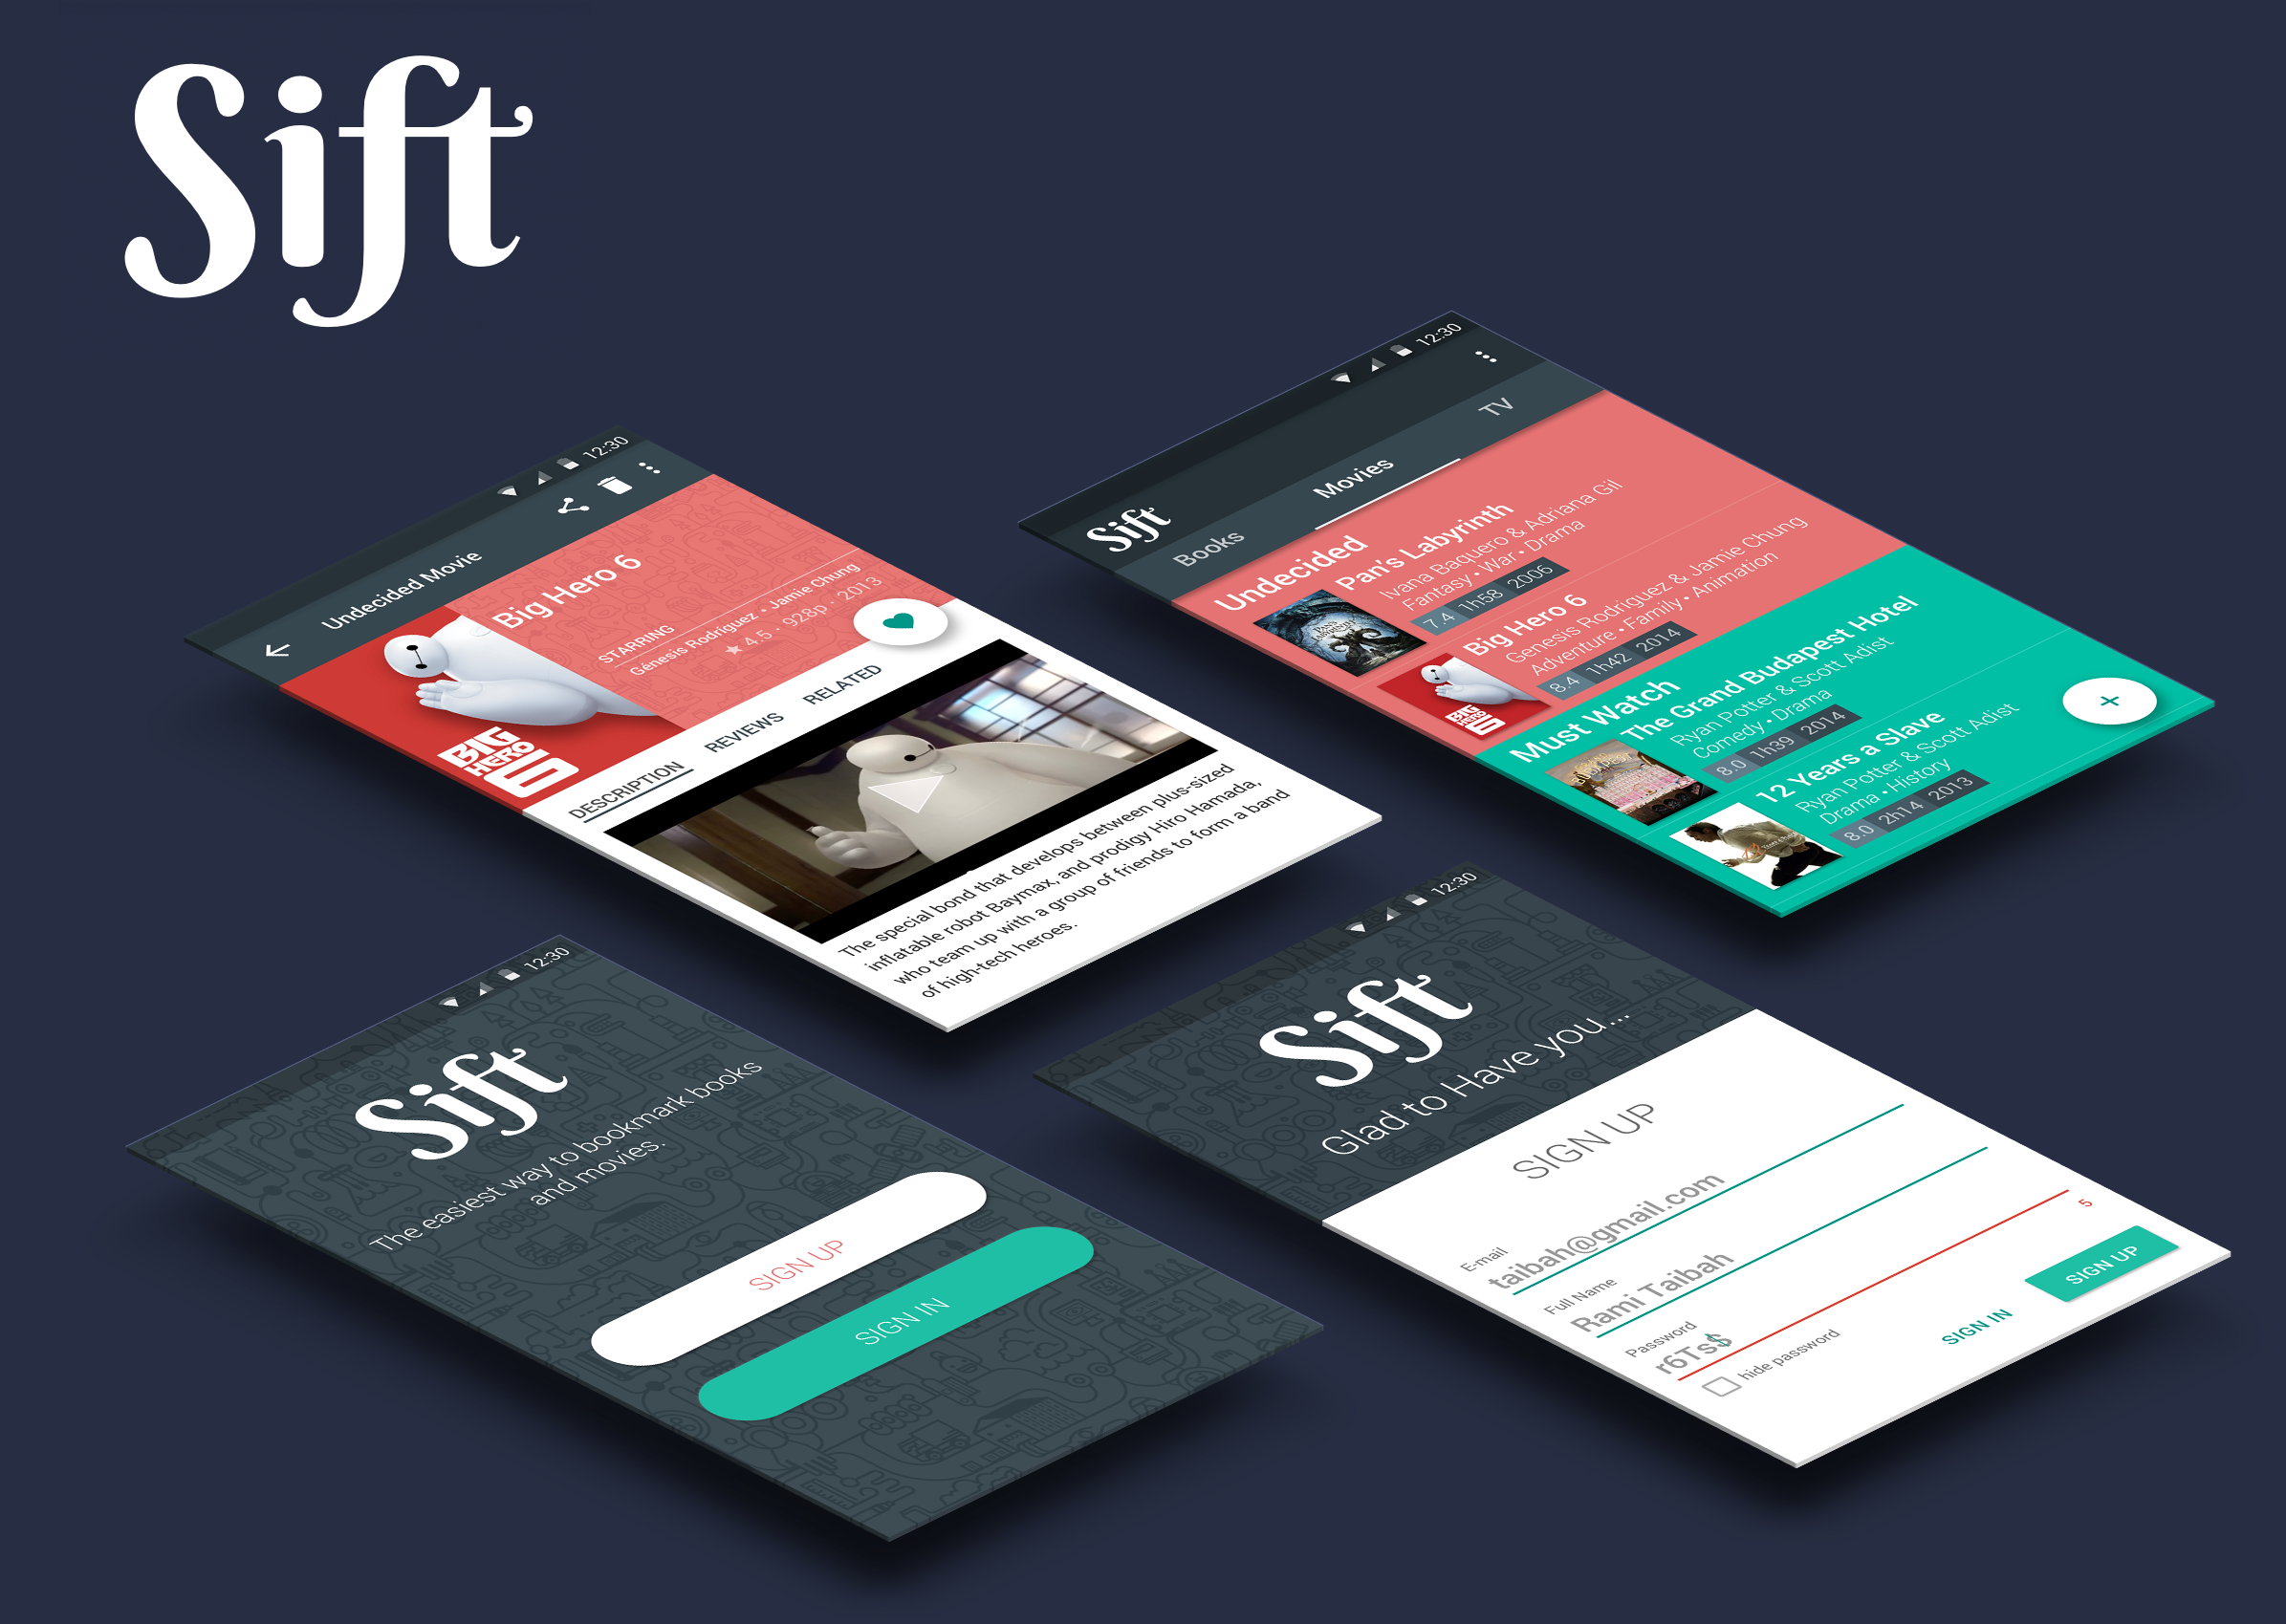 Sift
12:30
Undecided Movie
Big Hero 6
STARRING
Génesis Rodríguez • Jamie Chung
4.5 · 928p · 2013
BIG
HERO
6
DESCRIPTION
REVIEWS
RELATED
The special bond that develops between plus-sized
inflatable robot Baymax, and prodigy Hiro Hamada,
who team up with a group of friends to form a band
of high-tech heroes.
12:30
Sift
Books
Movies
TV
Undecided
Pan's Labyrinth
Ivana Baquero & Adriana Gil
Fantasy • War • Drama
7.4 1h58 2006
PAN'S
LABYRINTH
Big Hero 6
Genesis Rodriguez & Jamie Chung
Adventure • Family • Animation
8.4 1h42 2014
BIG
HERO
6
Must Watch
The Grand Budapest Hotel
Ryan Potter & Scott Adist
Comedy • Drama
8.0 1h39 2014
12 Years a Slave
Ryan Potter & Scott Adist
Drama • History
8.0 2h14 2013
+
12:30
Sift
The easiest way to bookmark books
and movies.
SIGN UP
SIGN IN
12:30
Sift
Glad to Have you...
SIGN UP
E-mail
taibah@gmail.com
Full Name
Rami Taibah
Password
r6Ts$
5
hide password
SIGN IN
SIGN UP